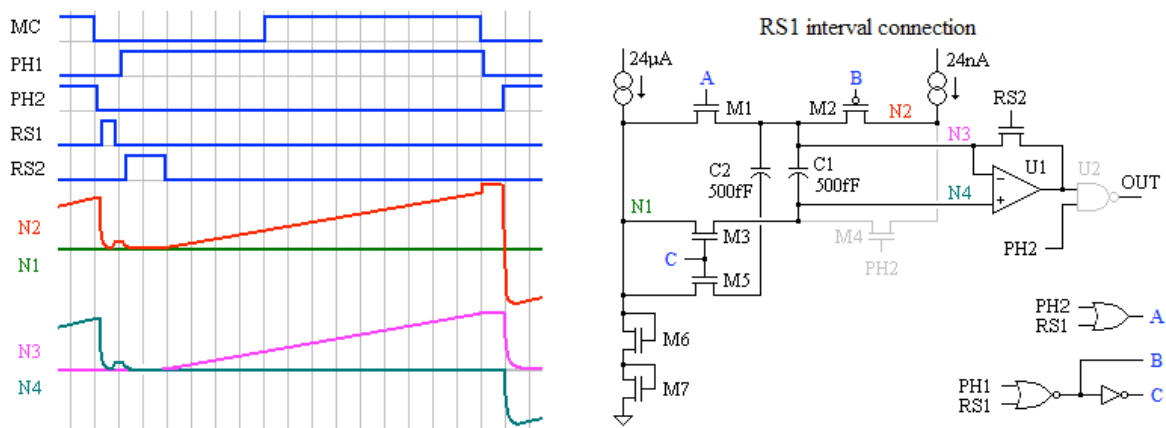 MC
PH1
PH2
RS1
RS2
N2
N1
N3
N4
RS1 interval connection
24µA
24nA
A
B
RS2
M1
M2
N2
N3
U1
U2
C2
500fF
C1
500fF
OUT
N4
N1
M3
M4
PH2
PH2
C
M5
M6
M7
PH2
RS1
A
B
PH1
RS1
C